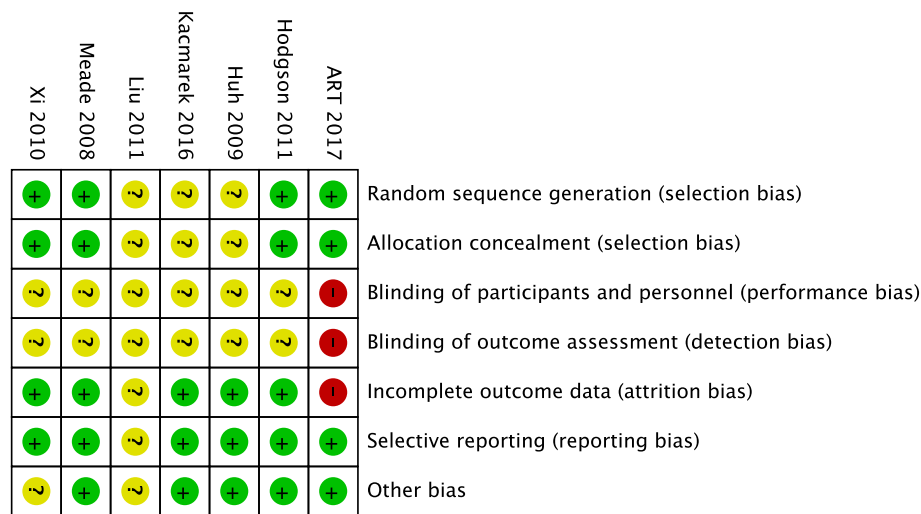 Xi 2010
Meade 2008
Liu 2011
Kacmarek 2016
Huh 2009
Hodgson 2011
ART 2017
+ + ? ? ? + + Random sequence generation (selection bias)
+ + ? ? ? + + Allocation concealment (selection bias)
? ? ? ? ? ? – Blinding of participants and personnel (performance bias)
? ? ? ? ? ? – Blinding of outcome assessment (detection bias)
+ + ? + + + – Incomplete outcome data (attrition bias)
+ + ? + + + + Selective reporting (reporting bias)
? + ? + + + + Other bias